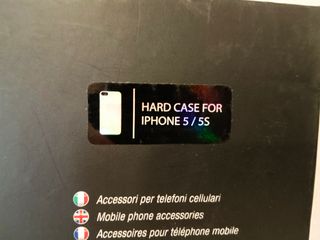 HARD CASE FOR
IPHONE 5 / 5S
Accessori per telefoni cellulari
Mobile phone accessories
Accessoires pour téléphone mobile